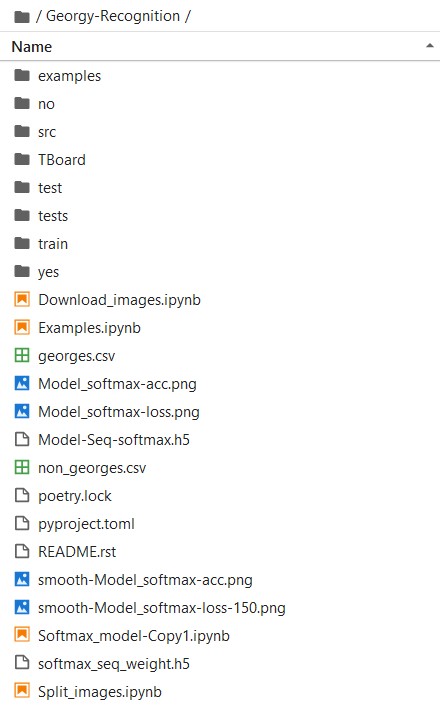 / Georgy-Recognition /
Name
examples
no
src
TBoard
test
tests
train
yes
Download_images.ipynb
Examples.ipynb
georges.csv
Model_softmax-acc.png
Model_softmax-loss.png
Model-Seq-softmax.h5
non_georges.csv
poetry.lock
pyproject.toml
README.rst
smooth-Model_softmax-acc.png
smooth-Model_softmax-loss-150.png
Softmax_model-Copy1.ipynb
softmax_seq_weight.h5
Split_images.ipynb